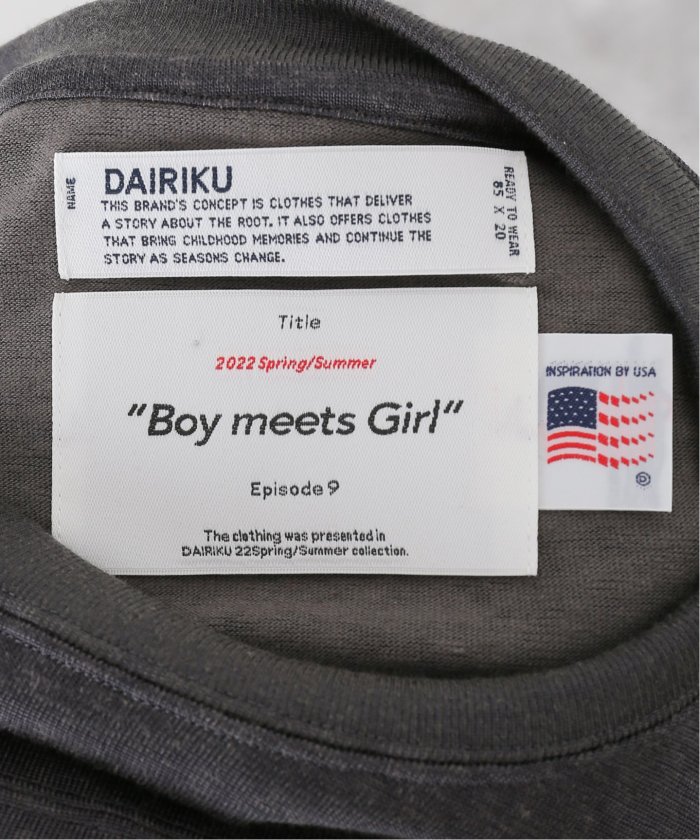 NAME
DAIRIKU
THIS BRAND'S CONCEPT IS CLOTHES THAT DELIVER
A STORY ABOUT THE ROOT. IT ALSO OFFERS CLOTHES
THAT BRING CHILDHOOD MEMORIES AND CONTINUE THE
STORY AS SEASONS CHANGE.
READY TO WEAR
85 X 20
Title
2022 Spring/Summer
"Boy meets Girl"
Episode 9
The clothing was presented in
DAIRIKU 22Spring/Summer collection.
INSPIRATION BY USA
D